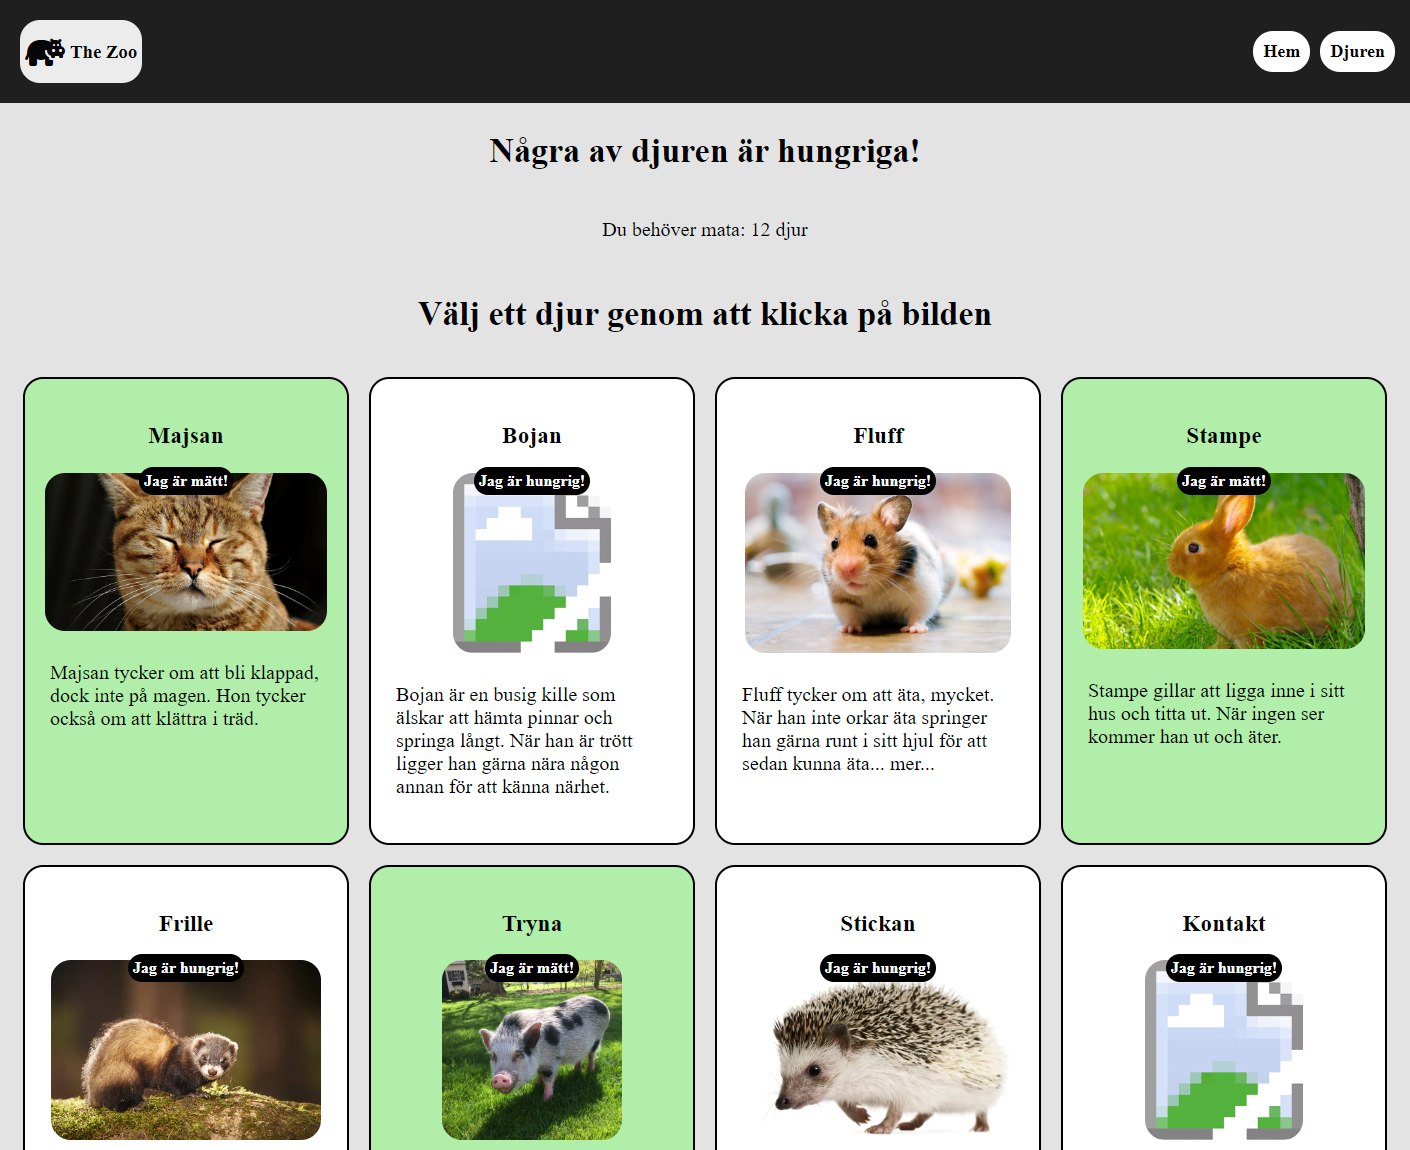 The Zoo
Hem
Djuren
Några av djuren är hungriga!
Du behöver mata: 12 djur
Välj ett djur genom att klicka på bilden
Majsan
Jag är mätt!
Majsan tycker om att bli klappad,
dock inte på magen. Hon tycker
också om att klättra i träd.
Bojan
Jag är hungrig!
Bojan är en busig kille som
älskar att hämta pinnar och
springa långt. När han är trött
ligger han gärna nära någon
annan för att känna närhet.
Fluff
Jag är hungrig!
Fluff tycker om att äta, mycket.
När han inte orkar äta springer
han gärna runt i sitt hjul för att
sedan kunna äta... mer...
Stampe
Jag är mätt!
Stampe gillar att ligga inne i sitt
hus och titta ut. När ingen ser
kommer han ut och äter.
Frille
Jag är hungrig!
Tryna
Jag är mätt!
Stickan
Jag är hungrig!
Kontakt
Jag är hungrig!